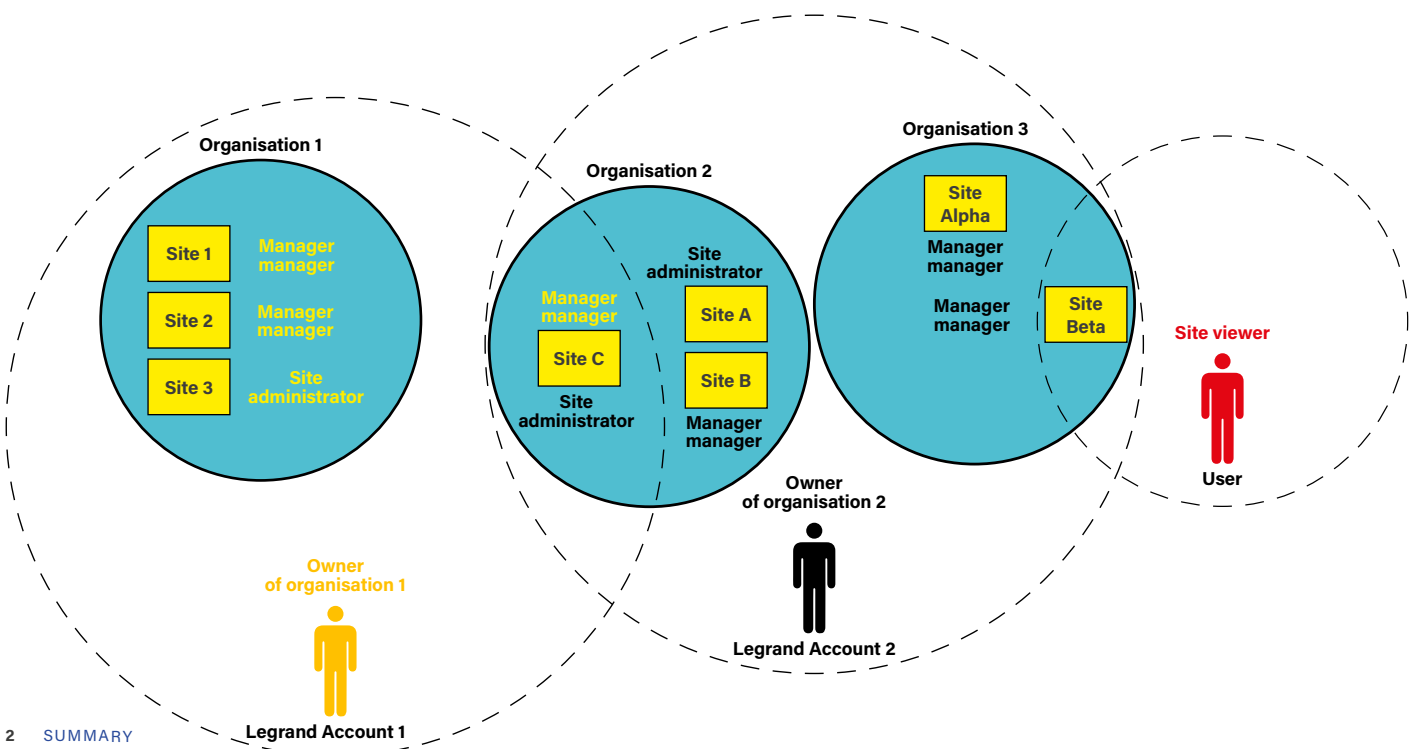 Organisation 1
Site 1
Manager
manager
Site 2
Manager
manager
Site 3
Site
administrator
Organisation 2
Site
administrator
Manager
manager
Site A
Site C
Site B
Site
administrator
Manager
manager
Organisation 3
Site
Alpha
Manager
manager
Manager
manager
Site
Beta
Site viewer
User
Owner
of organisation 2
Legrand Account 2
Owner
of organisation 1
Legrand Account 1
2 SUMMARY